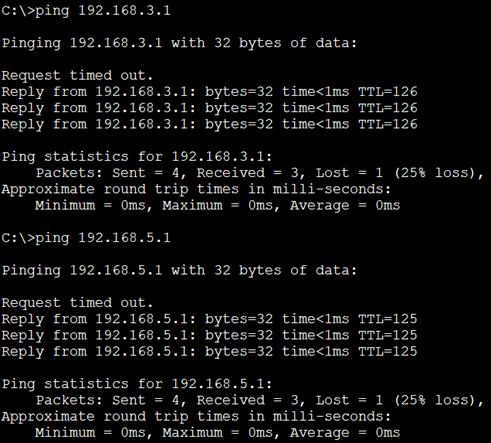 C:\>ping 192.168.3.1
Pinging 192.168.3.1 with 32 bytes of data:
Request timed out.
Reply from 192.168.3.1: bytes=32 time<1ms TTL=126
Reply from 192.168.3.1: bytes=32 time<1ms TTL=126
Reply from 192.168.3.1: bytes=32 time<1ms TTL=126
Ping statistics for 192.168.3.1:
    Packets: Sent = 4, Received = 3, Lost = 1 (25% loss),
Approximate round trip times in milli-seconds:
    Minimum = 0ms, Maximum = 0ms, Average = 0ms
C:\>ping 192.168.5.1
Pinging 192.168.5.1 with 32 bytes of data:
Request timed out.
Reply from 192.168.5.1: bytes=32 time<1ms TTL=125
Reply from 192.168.5.1: bytes=32 time<1ms TTL=125
Reply from 192.168.5.1: bytes=32 time<1ms TTL=125
Ping statistics for 192.168.5.1:
    Packets: Sent = 4, Received = 3, Lost = 1 (25% loss),
Approximate round trip times in milli-seconds:
    Minimum = 0ms, Maximum = 0ms, Average = 0ms